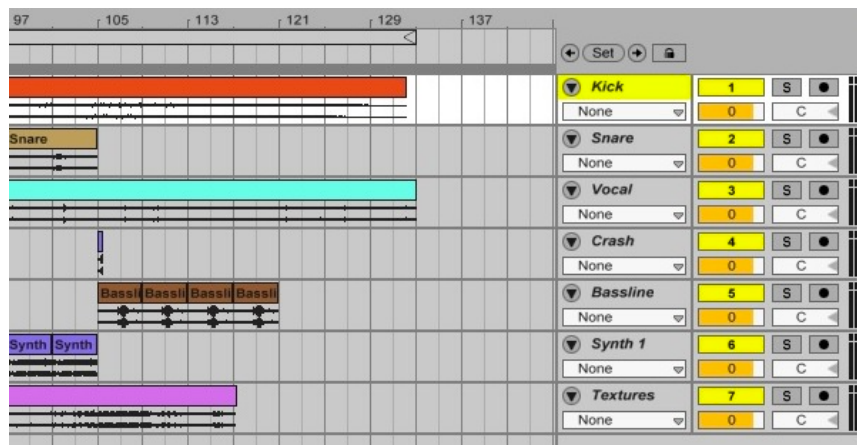 97 105 113 121 129 137
Set
Kick 1 S
None 0 C
Snare Snare 2 S
None 0 C
Vocal 3 S
None 0 C
Crash 4 S
None 0 C
Bassli Bassli Bassli Bassli Bassline 5 S
None 0 C
Synth Synth Synth 1 6 S
None 0 C
Textures 7 S
None 0 C